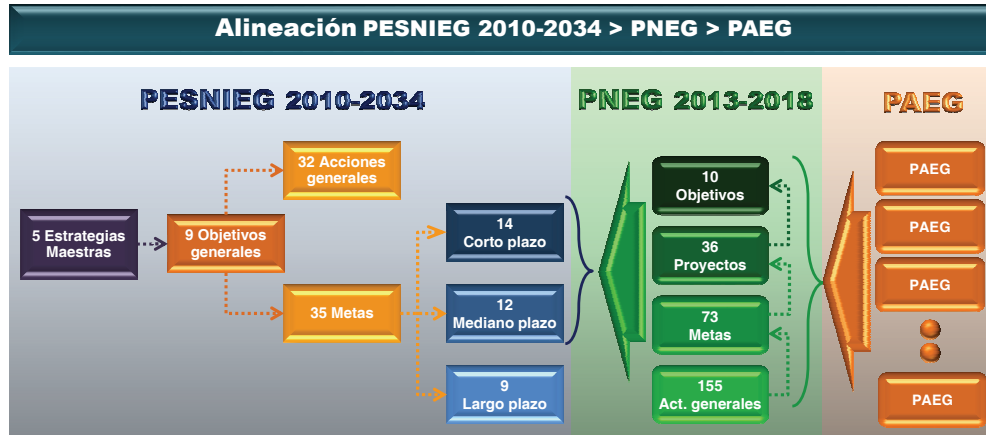 Alineación PESNIEG 2010-2034 > PNEG > PAEG
PESNIEG 2010-2034
5 Estrategias
Maestras
9 Objetivos
generales
32 Acciones
generales
35 Metas
14
Corto plazo
12
Mediano plazo
9
Largo plazo
PNEG 2013-2018
10
Objetivos
36
Proyectos
73
Metas
155
Act. generales
PAEG
PAEG
PAEG
PAEG
PAEG